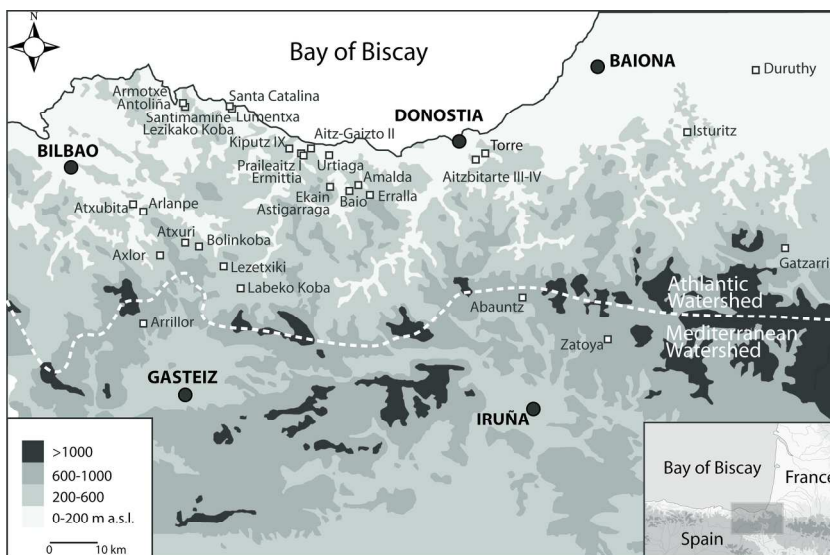 N
Bay of Biscay
BAIONA
Duruthy
Armotxe
Antoliña
Santimamiñe
Lezikako Koba
Santa Catalina
Lumentxa
DONOSTIA
Isturitz
Kiputz IX
Aitz-Gaizto II
Torre
BILBAO
Praileaitz I
Ermittia
Urtiaga
Aitzbitarte III-IV
Amalda
Ekain
Astigarraga
Baio
Erralla
Atxubita
Arlanpe
Atxuri
Bolinkoba
Axlor
Lezetxiki
Gatzarria
Labeko Koba
Abauntz
Athlantic
Watershed
Mediterranean
Watershed
Arrillor
Zatoya
GASTEIZ
IRUÑA
>1000
600-1000
200-600
0-200 m a.s.l.
0
10 km
Bay of Biscay
France
Spain